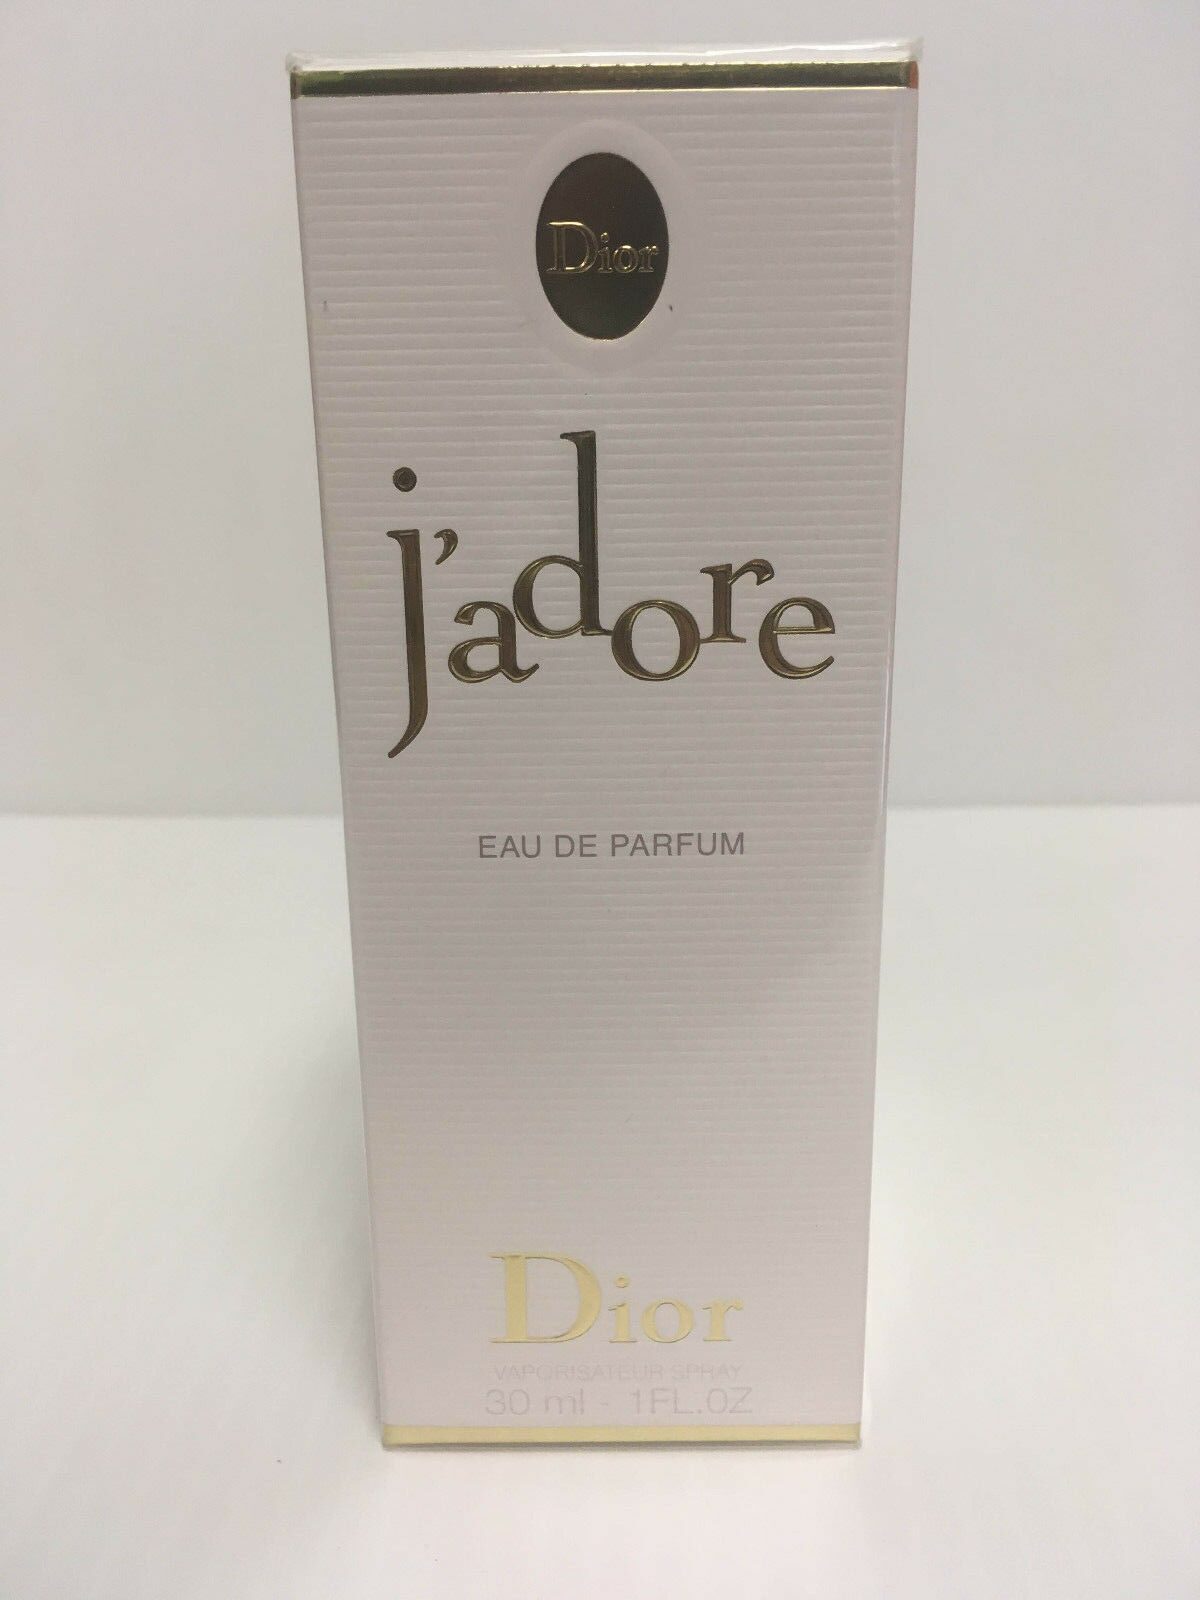 Dior
j'adore
EAU DE PARFUM
Dior
VAPORISATEUR SPRAY
30 ml - 1FL.OZ